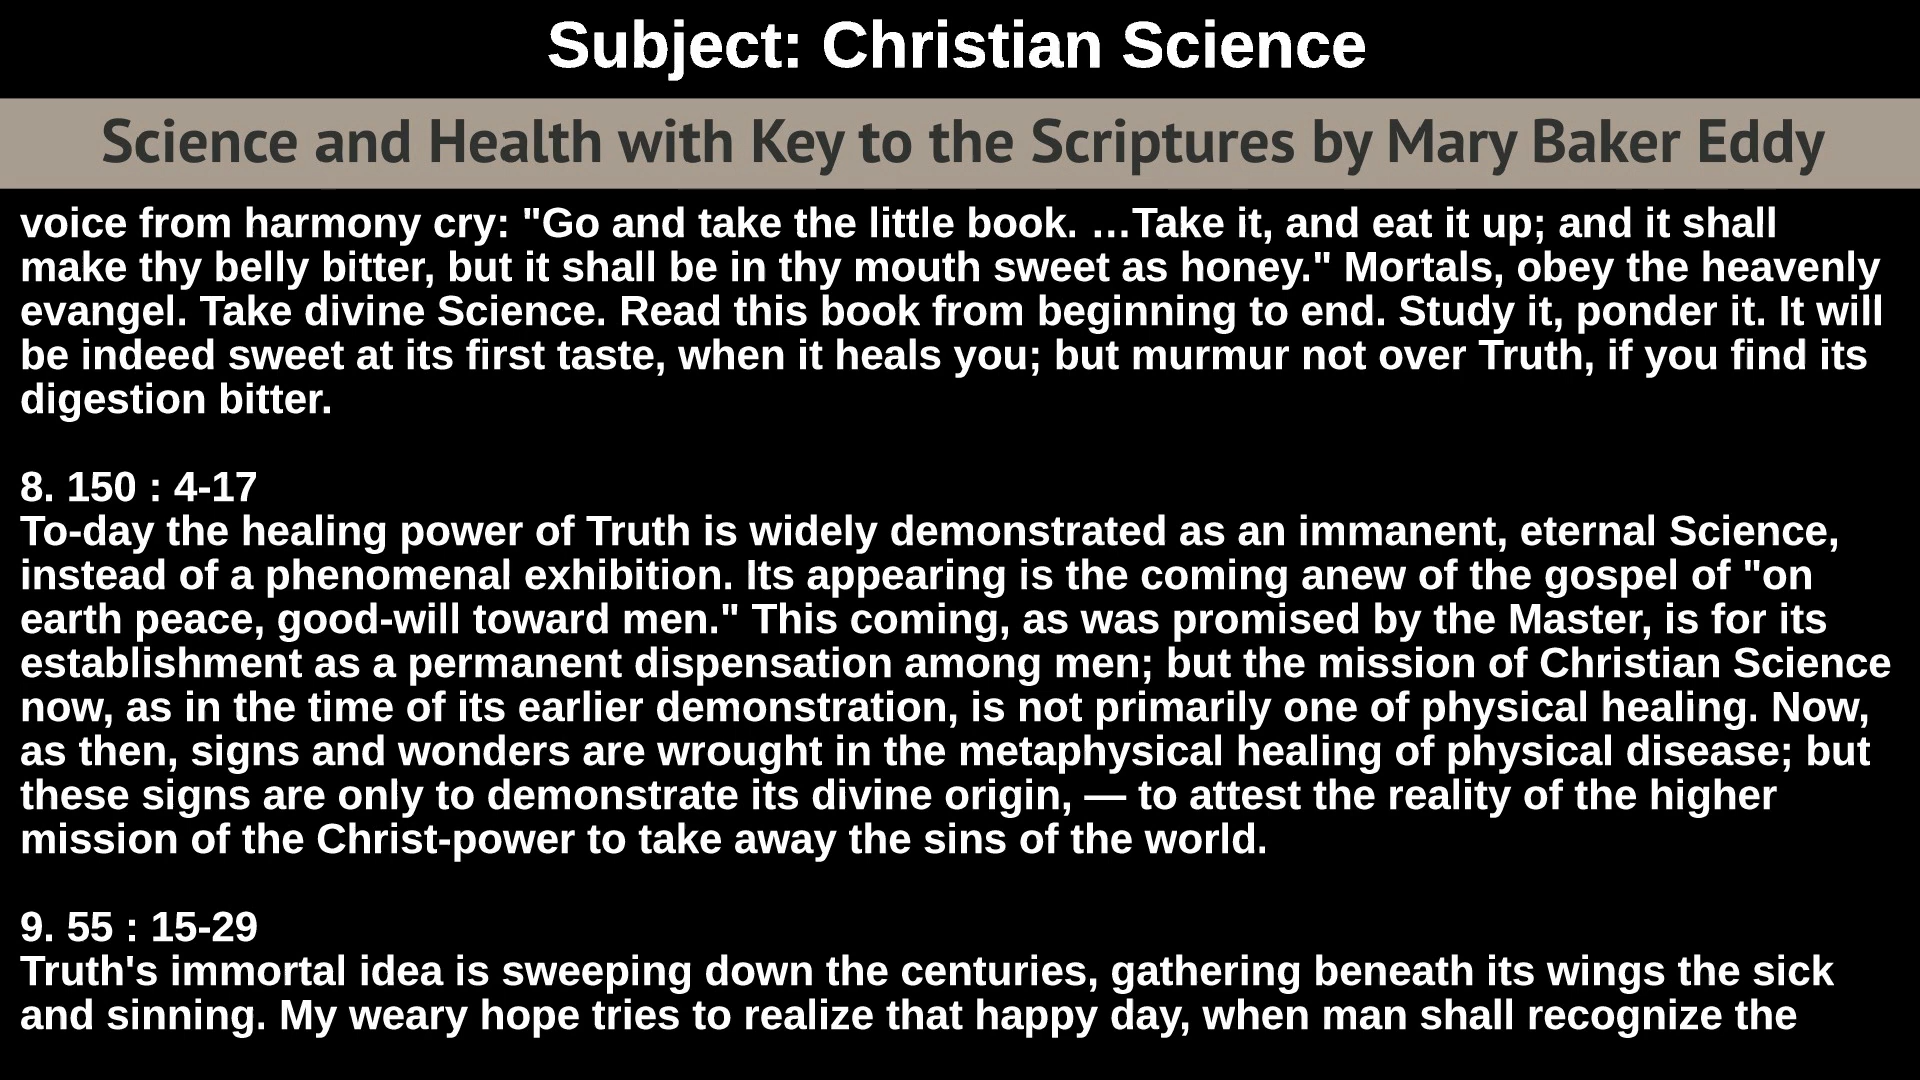 Subject: Christian Science
Science and Health with Key to the Scriptures by Mary Baker Eddy
voice from harmony cry: "Go and take the little book. …Take it, and eat it up; and it shall
make thy belly bitter, but it shall be in thy mouth sweet as honey." Mortals, obey the heavenly
evangel. Take divine Science. Read this book from beginning to end. Study it, ponder it. It will
be indeed sweet at its first taste, when it heals you; but murmur not over Truth, if you find its
digestion bitter.
8. 150 : 4-17
To-day the healing power of Truth is widely demonstrated as an immanent, eternal Science,
instead of a phenomenal exhibition. Its appearing is the coming anew of the gospel of "on
earth peace, good-will toward men." This coming, as was promised by the Master, is for its
establishment as a permanent dispensation among men; but the mission of Christian Science
now, as in the time of its earlier demonstration, is not primarily one of physical healing. Now,
as then, signs and wonders are wrought in the metaphysical healing of physical disease; but
these signs are only to demonstrate its divine origin, — to attest the reality of the higher
mission of the Christ-power to take away the sins of the world.
9. 55 : 15-29
Truth's immortal idea is sweeping down the centuries, gathering beneath its wings the sick
and sinning. My weary hope tries to realize that happy day, when man shall recognize the